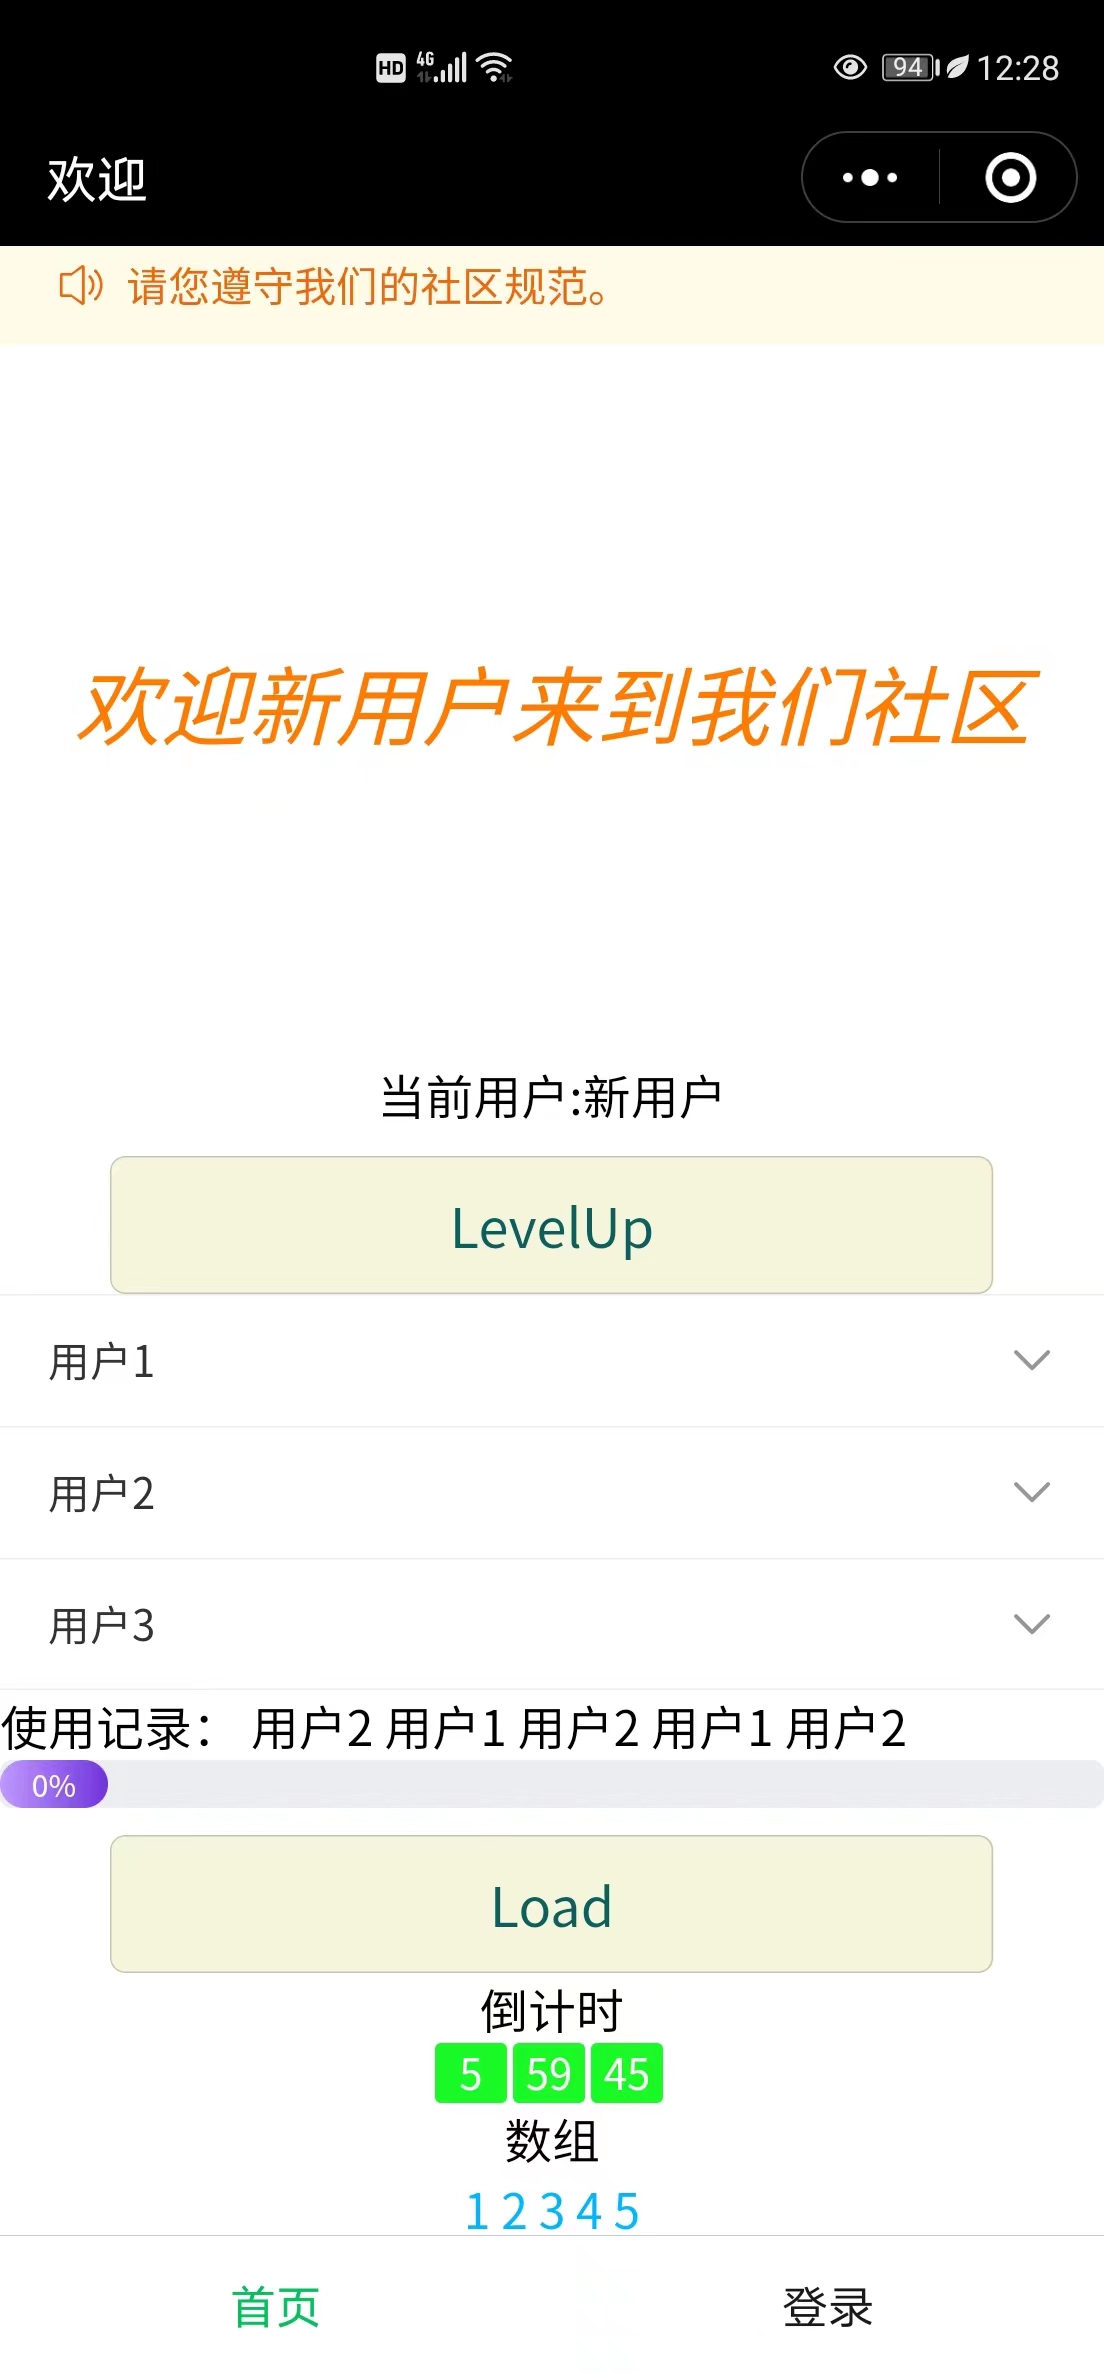 HD 4G 94 12:28
欢迎
请您遵守我们的社区规范。
欢迎新用户来到我们社区
当前用户:新用户
LevelUp
用户1
用户2
用户3
使用记录： 用户2 用户1 用户2 用户1 用户2
0%
Load
倒计时
5 59 45
数组
1 2 3 4 5
首页 登录